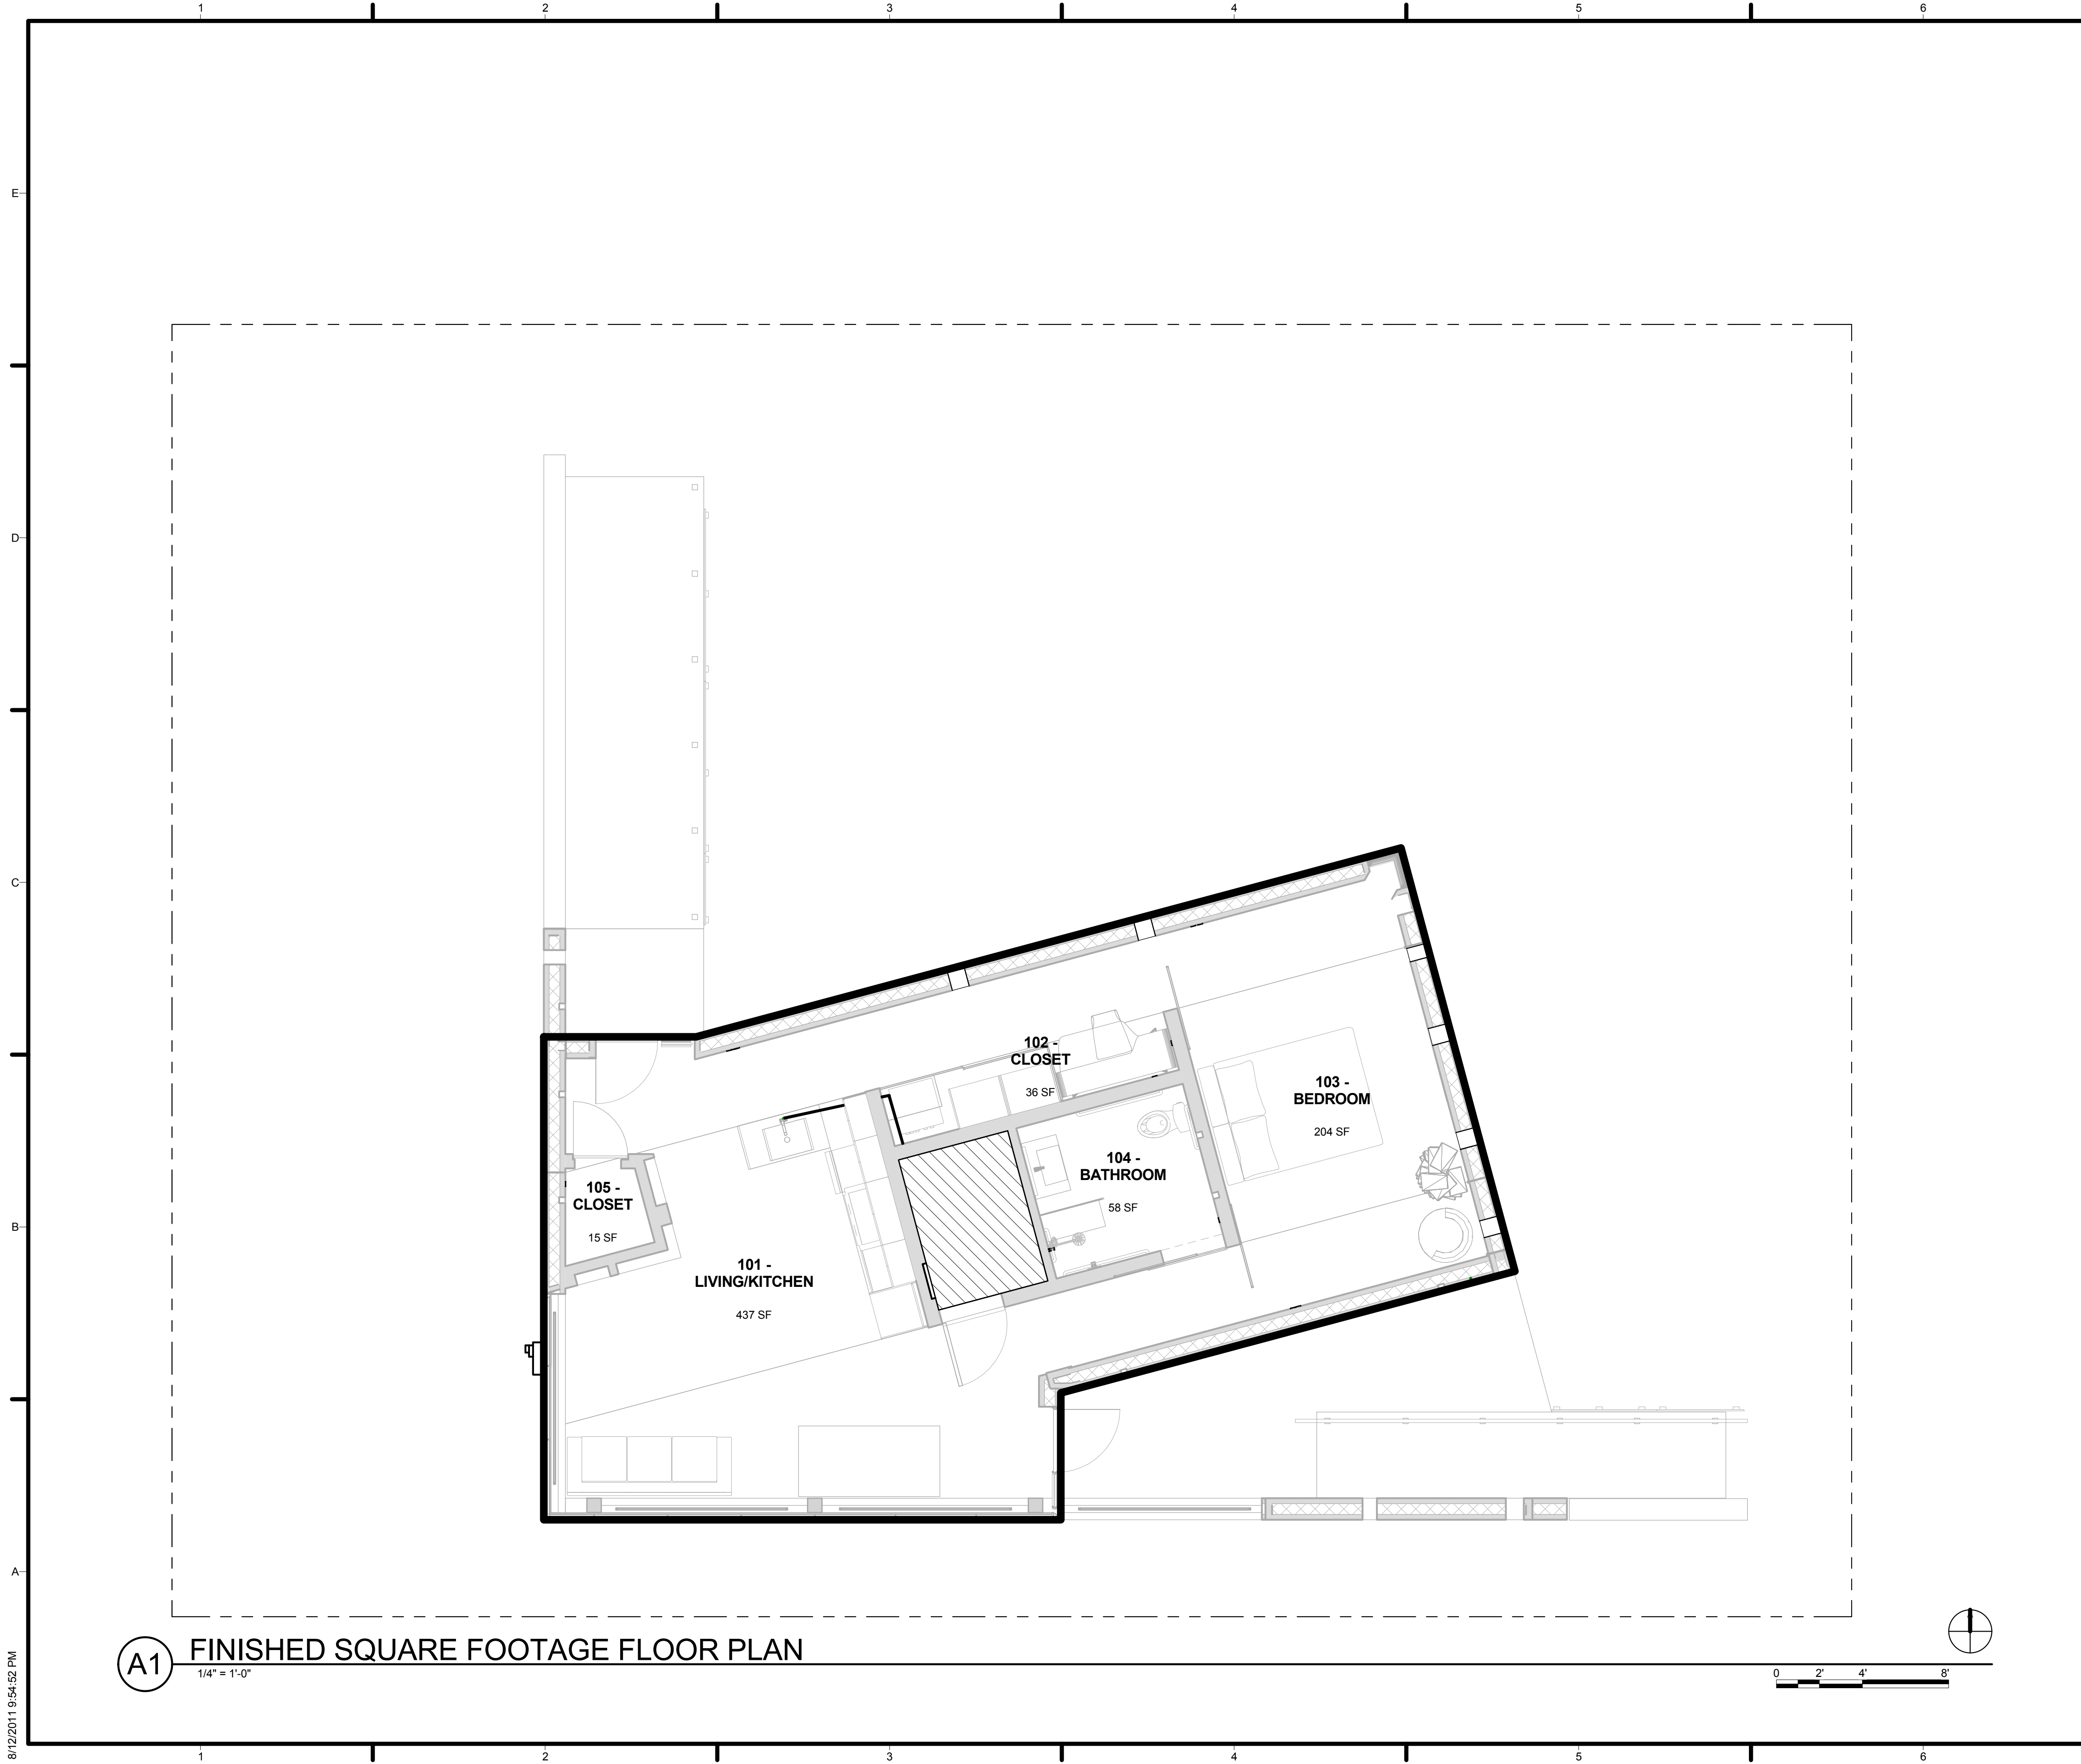 1 2 3 4 5 6
E
D
C
B
A
102 -
CLOSET
36 SF
103 -
BEDROOM
204 SF
104 -
BATHROOM
58 SF
105 -
CLOSET
15 SF
101 -
LIVING/KITCHEN
437 SF
A1
FINISHED SQUARE FOOTAGE FLOOR PLAN
1/4" = 1'-0"
0 2' 4' 8'
8/12/2011 9:54:52 PM
1 2 3 4 5 6